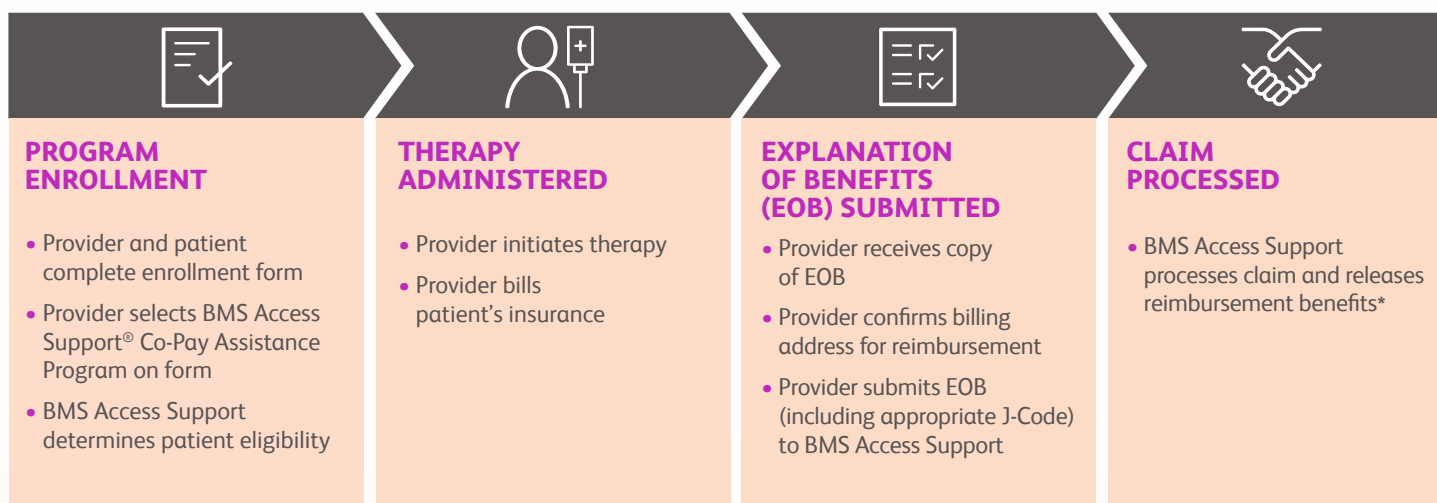 PROGRAM
ENROLLMENT
• Provider and patient
complete enrollment form
• Provider selects BMS Access
Support® Co-Pay Assistance
Program on form
• BMS Access Support
determines patient eligibility
THERAPY
ADMINISTERED
• Provider initiates therapy
• Provider bills
patient’s insurance
EXPLANATION
OF BENEFITS
(EOB) SUBMITTED
• Provider receives copy
of EOB
• Provider confirms billing
address for reimbursement
• Provider submits EOB
(including appropriate J-Code)
to BMS Access Support
CLAIM
PROCESSED
• BMS Access Support
processes claim and releases
reimbursement benefits*